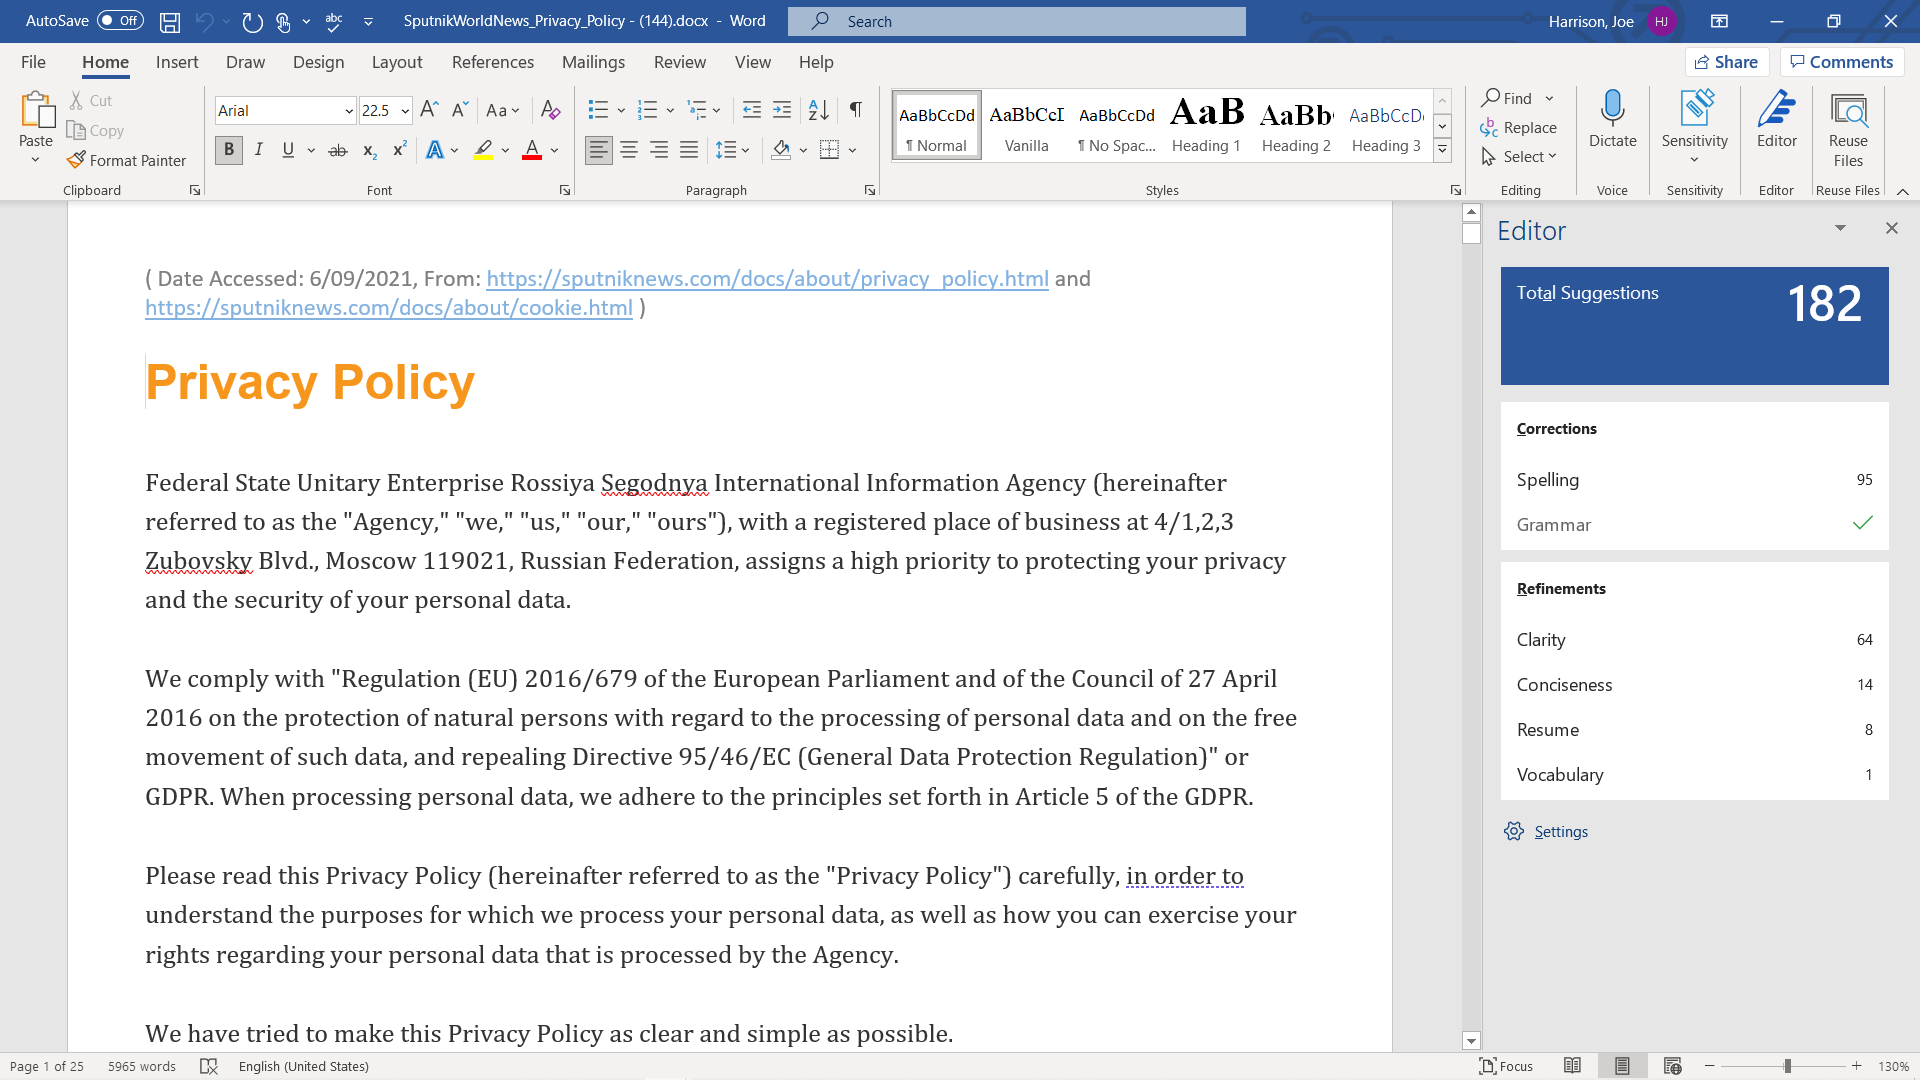 AutoSave Off SputnikWorldNews_Privacy_Policy - (144).docx - Word Search Harrison, Joe HJ
File Home Insert Draw Design Layout References Mailings Review View Help Share Comments
Paste
Cut
Copy
Format Painter
Clipboard
Arial 22.5
Font
Paragraph
AaBbCcDd AaBbCcI AaBbCcDd AaB AaBb AaBbCcD
¶ Normal Vanilla ¶ No Spac... Heading 1 Heading 2 Heading 3
Styles
Find
Replace
Select
Editing
Dictate
Voice
Sensitivity
Sensitivity
Editor
Editor
Reuse
Files
Reuse Files
( Date Accessed: 6/09/2021, From: https://sputniknews.com/docs/about/privacy_policy.html and
https://sputniknews.com/docs/about/cookie.html )
Privacy Policy
Federal State Unitary Enterprise Rossiya Segodnya International Information Agency (hereinafter
referred to as the "Agency," "we," "us," "our," "ours"), with a registered place of business at 4/1,2,3
Zubovsky Blvd., Moscow 119021, Russian Federation, assigns a high priority to protecting your privacy
and the security of your personal data.
We comply with "Regulation (EU) 2016/679 of the European Parliament and of the Council of 27 April
2016 on the protection of natural persons with regard to the processing of personal data and on the free
movement of such data, and repealing Directive 95/46/EC (General Data Protection Regulation)" or
GDPR. When processing personal data, we adhere to the principles set forth in Article 5 of the GDPR.
Please read this Privacy Policy (hereinafter referred to as the "Privacy Policy") carefully, in order to
understand the purposes for which we process your personal data, as well as how you can exercise your
rights regarding your personal data that is processed by the Agency.
We have tried to make this Privacy Policy as clear and simple as possible.
Editor
Total Suggestions 182
Corrections
Spelling 95
Grammar
Refinements
Clarity 64
Conciseness 14
Resume 8
Vocabulary 1
Settings
Page 1 of 25 5965 words English (United States) Focus 130%